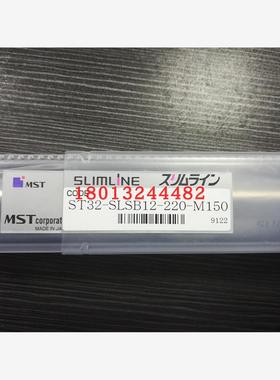 MST
SLIMLINE スリムライン
CODE
18013244482
ST32-SLSB12-220-M150
MST corporat
MADE IN JA
9122